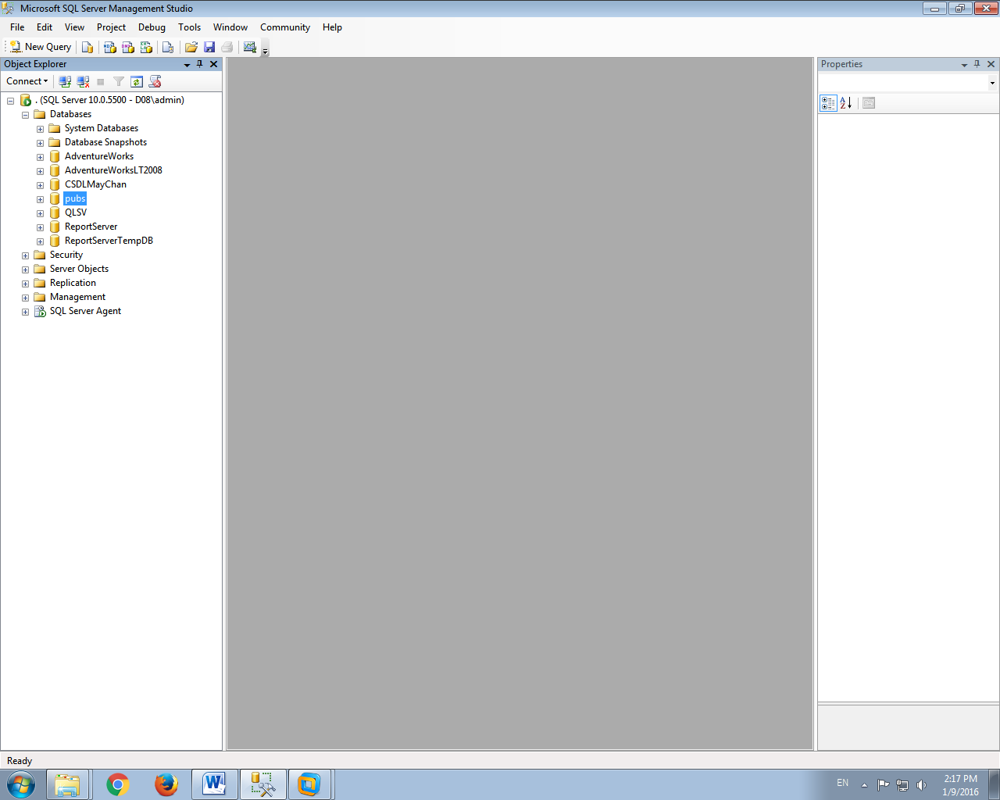 Microsoft SQL Server Management Studio
File Edit View Project Debug Tools Window Community Help
New Query
Object Explorer
Connect
. (SQL Server 10.0.5500 - D08\admin)
Databases
System Databases
Database Snapshots
AdventureWorks
AdventureWorksLT2008
CSDLMayChan
pubs
QLSV
ReportServer
ReportServerTempDB
Security
Server Objects
Replication
Management
SQL Server Agent
Properties
Ready
EN
2:17 PM
1/9/2016